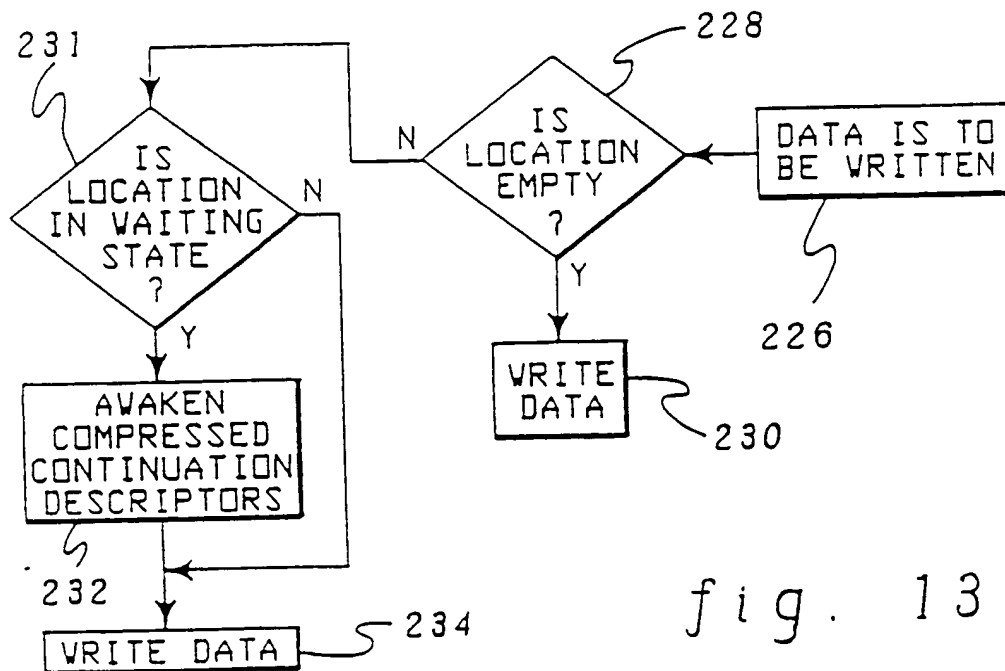 231
228
IS
LOCATION
IN WAITING
STATE
?
N
Y
N
IS
LOCATION
EMPTY
?
Y
DATA IS TO
BE WRITTEN
226
WRITE
DATA
230
AWAKEN
COMPRESSED
CONTINUATION
DESCRIPTORS
232
WRITE DATA
234
fig. 13